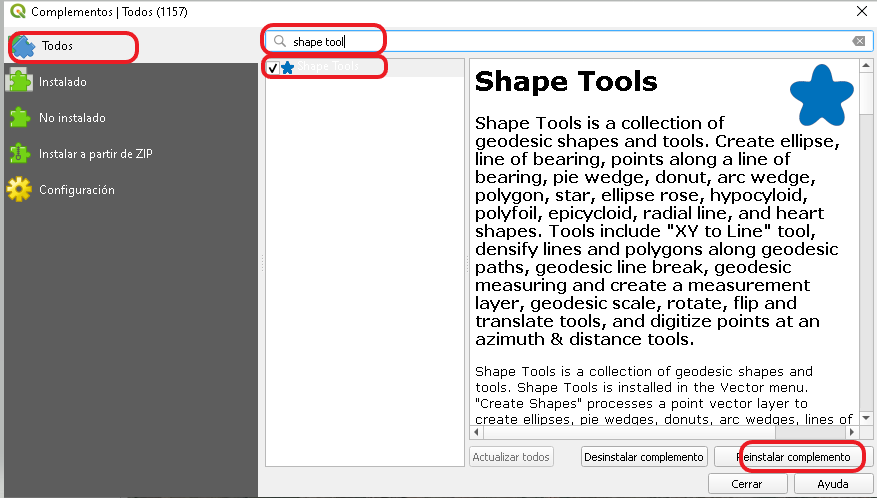 Complementos | Todos (1157)
Todos
Instalado
No instalado
Instalar a partir de ZIP
Configuración
shape tool
Shape Tools
Shape Tools
Shape Tools is a collection of
geodesic shapes and tools. Create ellipse,
line of bearing, points along a line of
bearing, pie wedge, donut, arc wedge,
polygon, star, ellipse rose, hypocyloid,
polyfoil, epicycloid, radial line, and heart
shapes. Tools include "XY to Line" tool,
densify lines and polygons along geodesic
paths, geodesic line break, geodesic
measuring and create a measurement
layer, geodesic scale, rotate, flip and
translate tools, and digitize points at an
azimuth & distance tools.
Shape Tools is a collection of geodesic shapes and
tools. Shape Tools is installed in the Vector menu.
"Create Shapes" processes a point vector layer to
create ellipses, pie wedges, donuts, arc wedges, lines of
Actualizar todos
Desinstalar complemento
Reinstalar complemento
Cerrar
Ayuda